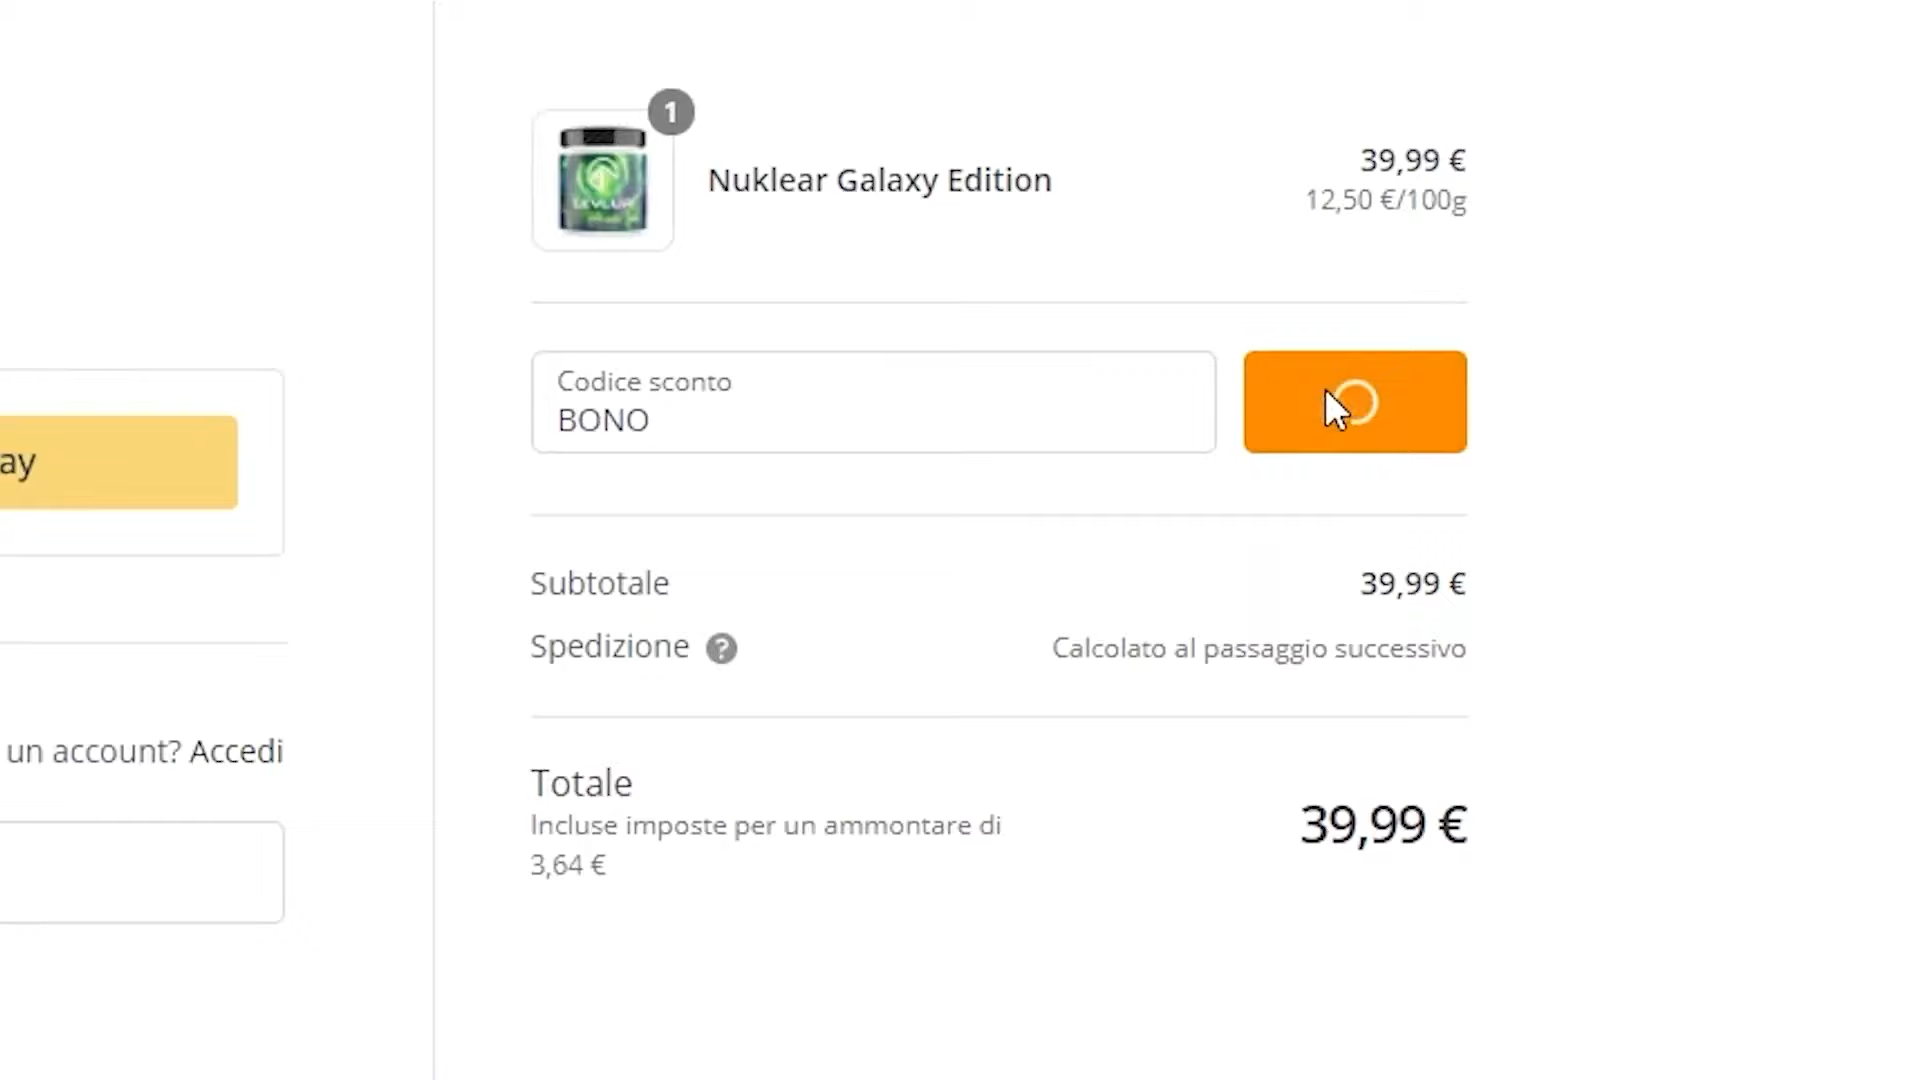 1
Nuklear Galaxy Edition
39,99 €
12,50 €/100g
Codice sconto
BONO
ay
Subtotale
39,99 €
Spedizione ?
Calcolato al passaggio successivo
un account? Accedi
Totale
Incluse imposte per un ammontare di
3,64 €
39,99 €